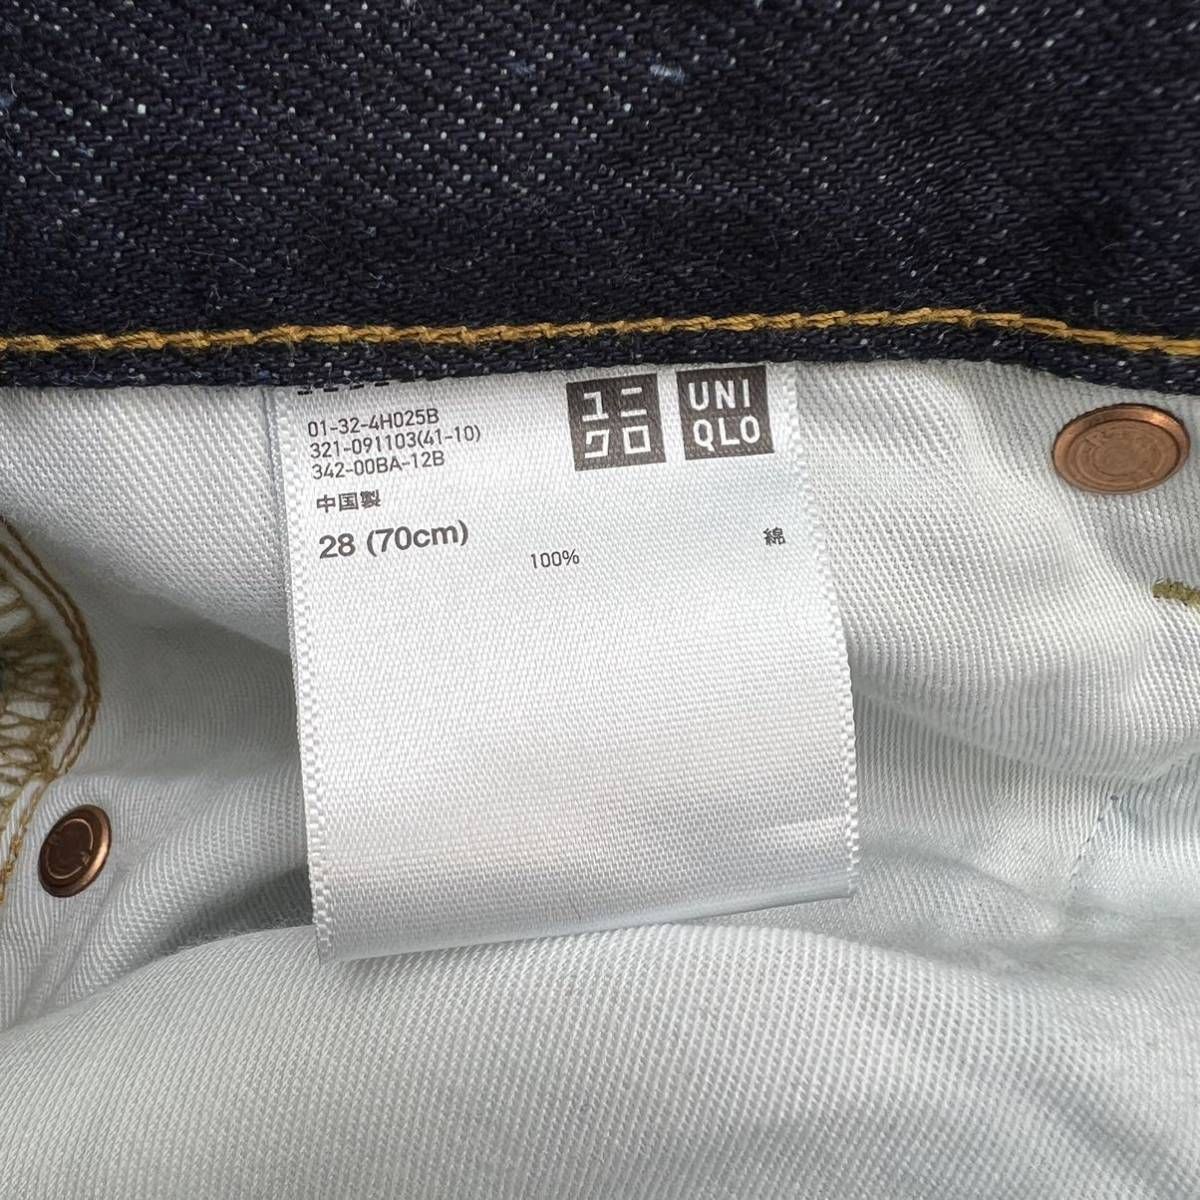 01-32-4H025B
321-091103(41-10)
342-00BA-12B
中国製
28 (70cm)
ユニ
クロ
UNI
QLO
100% 綿